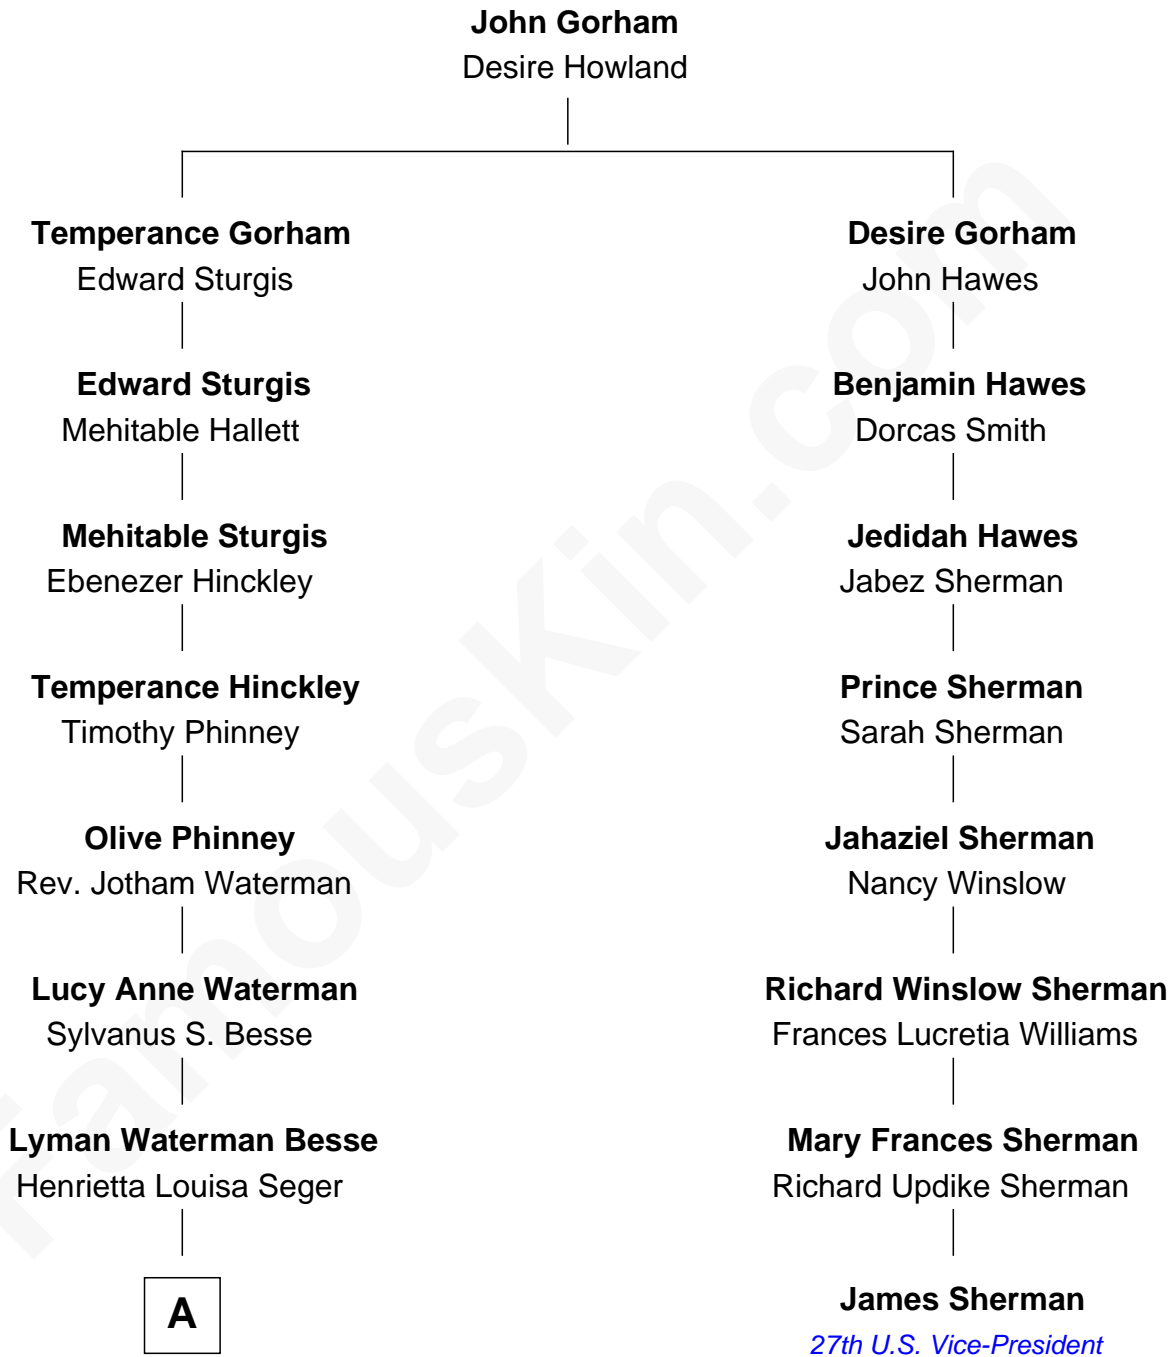 John Gorham
Desire Howland
Temperance Gorham
Edward Sturgis
Desire Gorham
John Hawes
Edward Sturgis
Mehitable Hallett
Benjamin Hawes
Dorcas Smith
Mehitable Sturgis
Ebenezer Hinckley
Jedidah Hawes
Jabez Sherman
Temperance Hinckley
Timothy Phinney
Prince Sherman
Sarah Sherman
Olive Phinney
Rev. Jotham Waterman
Jahaziel Sherman
Nancy Winslow
Lucy Anne Waterman
Sylvanus S. Besse
Richard Winslow Sherman
Frances Lucretia Williams
Lyman Waterman Besse
Henrietta Louisa Seger
Mary Frances Sherman
Richard Updike Sherman
A
James Sherman
27th U.S. Vice-President
FamousKin.com